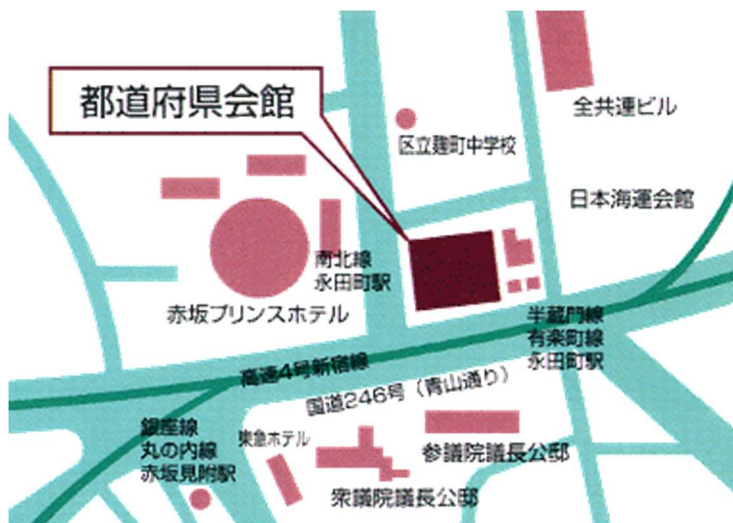 都道府県会館
全共連ビル
区立麹町中学校
日本海運会館
南北線
永田町駅
赤坂プリンスホテル
半蔵門線
有楽町線
永田町駅
高速4号新宿線
国道246号（青山通り）
銀座線
丸の内線
赤坂見附駅
東急ホテル
参議院議長公邸
衆議院議長公邸